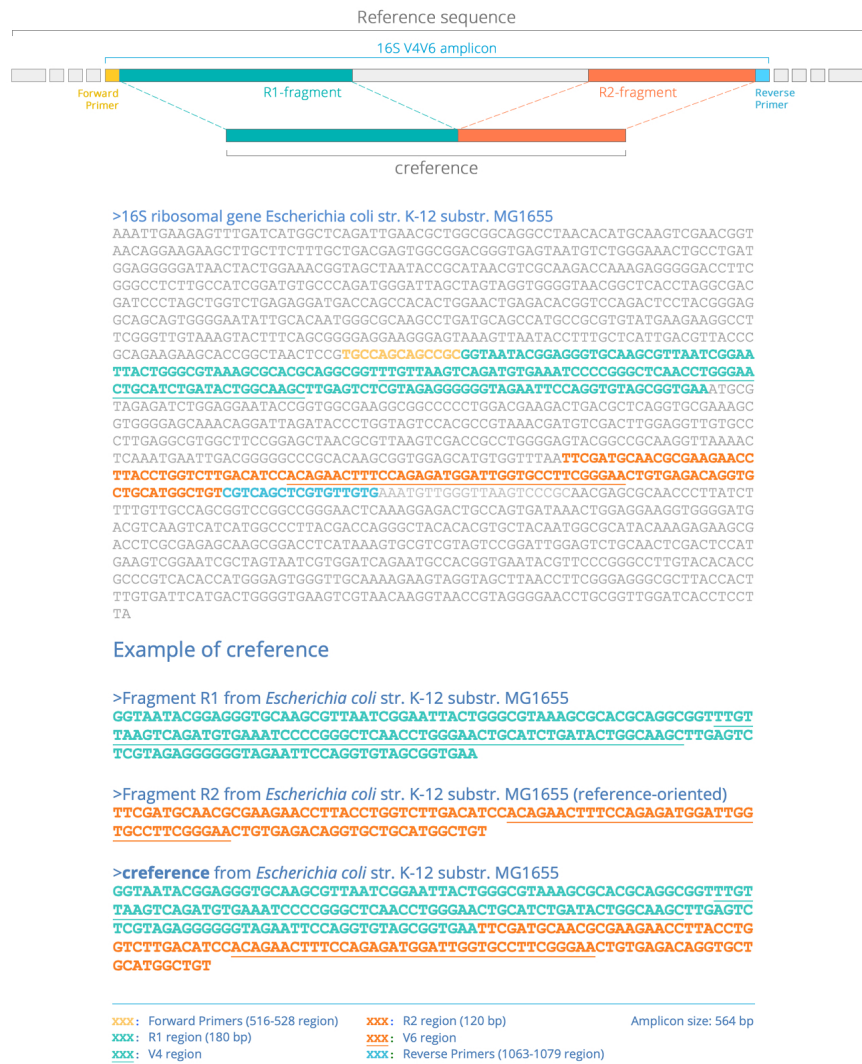 Reference sequence
16S V4V6 amplicon
Forward
Primer
R1-fragment
R2-fragment
Reverse
Primer
creference
>16S ribosomal gene Escherichia coli str. K-12 substr. MG1655
AAATTGAAGAGTTTGATCATGGCTCAGATTGAACGCTGGCGGCAGGCCTAACACATGCAAGTCGAACGGT
AACAGGAAGAAGCTTGCTTCTTTGCTGACGAGTGGCGGACGGGTGAGTAATGTCTGGGAAACTGCCTGAT
GGAGGGGGATAACTACTGGAAACGGTAGCTAATACCGCATAACGTCGCAAGACCAAAGAGGGGGACCTTC
GGGCCTCTTGCCATCGGATGTGCCCAGATGGGATTAGCTAGTAGGTGGGGTAACGGCTCACCTAGGCGAC
GATCCCTAGCTGGTCTGAGAGGATGACCAGCCACACTGGAACTGAGACACGGTCCAGACTCCTACGGGAG
GCAGCAGTGGGGAATATTGCACAATGGGCGCAAGCCTGATGCAGCCATGCCGCGTGTATGAAGAAGGCCT
TCGGGTTGTAAAGTACTTTCAGCGGGGAGGAAGGGAGTAAAGTTAATACCTTTGCTCATTGACGTTACCC
GCAGAAGAAGCACCGGCTAACTCCGTGCCAGCAGCCGCGGTAATACGGAGGGTGCAAGCGTTAATCGGAA
TTACTGGGCGTAAAGCGCACGCAGGCGGTTTGTTAAGTCAGATGTGAAATCCCCGGGCTCAACCTGGGAA
CTGCATCTGATACTGGCAAGCTTGAGTCTCGTAGAGGGGGGTAGAATTCCAGGTGTAGCGGTGAAATGCG
TAGAGATCTGGAGGAATACCGGTGGCGAAGGCGGCCCCCTGGACGAAGACTGACGCTCAGGTGCGAAAGC
GTGGGGAGCAAACAGGATTAGATACCCTGGTAGTCCACGCCGTAAACGATGTCGACTTGGAGGTTGTGCC
CTTGAGGCGTGGCTTCCGGAGCTAACGCGTTAAGTCGACCGCCTGGGGAGTACGGCCGCAAGGTTAAAAC
TCAAATGAATTGACGGGGGCCCGCACAAGCGGTGGAGCATGTGGTTTAATTCGATGCAACGCGAAGAACC
TTACCTGGTCTTGACATCCACAGAACTTTCCAGAGATGGATTGGTGCCTTCGGGAACTGTGAGACAGGTG
CTGCATGGCTGTCGTCAGCTCGTGTTGTGAAATGTTGGGTTAAGTCCCGCAACGAGCGCAACCCTTATCT
TTTGTTGCCAGCGGTCCGGCCGGGAACTCAAAGGAGACTGCCAGTGATAAACTGGAGGAAGGTGGGGATG
ACGTCAAGTCATCATGGCCCTTACGACCAGGGCTACACACGTGCTACAATGGCGCATACAAAGAGAAGCG
ACCTCGCGAGAGCAAGCGGACCTCATAAAGTGCGTCGTAGTCCGGATTGGAGTCTGCAACTCGACTCCAT
GAAGTCGGAATCGCTAGTAATCGTGGATCAGAATGCCACGGTGAATACGTTCCCGGGCCTTGTACACACC
GCCCGTCACACCATGGGAGTGGGTTGCAAAAGAAGTAGGTAGCTTAACCTTCGGGAGGGCGCTTACCACT
TTGTGATTCATGACTGGGGTGAAGTCGTAACAAGGTAACCGTAGGGGAACCTGCGGTTGGATCACCTCCT
TA
Example of creference
>Fragment R1 from Escherichia coli str. K-12 substr. MG1655
GGTAATACGGAGGGTGCAAGCGTTAATCGGAATTACTGGGCGTAAAGCGCACGCAGGCGGTTTGT
TAAGTCAGATGTGAAATCCCCGGGCTCAACCTGGGAACTGCATCTGATACTGGCAAGCTTGAGTC
TCGTAGAGGGGGGTAGAATTCCAGGTGTAGCGGTGAA
>Fragment R2 from Escherichia coli str. K-12 substr. MG1655 (reference-oriented)
TTCGATGCAACGCGAAGAACCTTACCTGGTCTTGACATCCACAGAACTTTCCAGAGATGGATTGG
TGCCTTCGGGAACTGTGAGACAGGTGCTGCATGGCTGT
>creference from Escherichia coli str. K-12 substr. MG1655
GGTAATACGGAGGGTGCAAGCGTTAATCGGAATTACTGGGCGTAAAGCGCACGCAGGCGGTTTGT
TAAGTCAGATGTGAAATCCCCGGGCTCAACCTGGGAACTGCATCTGATACTGGCAAGCTTGAGTC
TCGTAGAGGGGGGTAGAATTCCAGGTGTAGCGGTGAATTCGATGCAACGCGAAGAACCTTACCTG
GTCTTGACATCCACAGAACTTTCCAGAGATGGATTGGTGCCTTCGGGAACTGTGAGACAGGTGCT
GCATGGCTGT
XXX: Forward Primers (516-528 region)
XXX: R1 region (180 bp)
XXX: V4 region
XXX: R2 region (120 bp)
XXX: V6 region
XXX: Reverse Primers (1063-1079 region)
Amplicon size: 564 bp